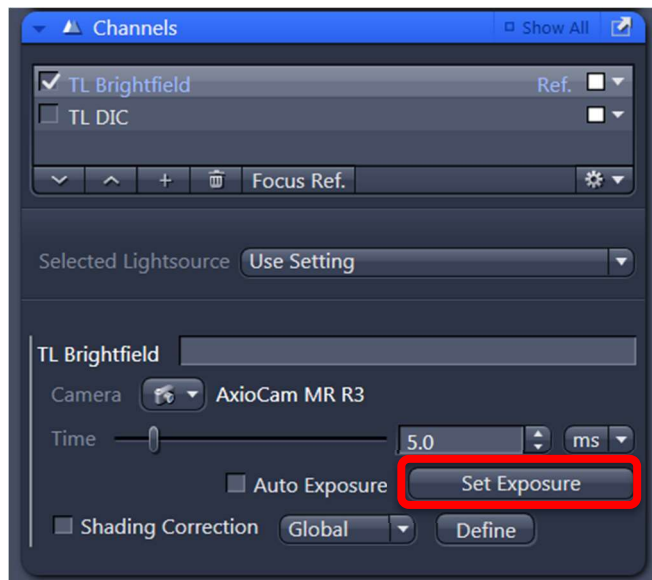 Channels Show All
TL Brightfield Ref.
TL DIC
Focus Ref.
Selected Lightsource Use Setting
TL Brightfield
Camera AxioCam MR R3
Time 5.0 ms
Auto Exposure Set Exposure
Shading Correction Global Define